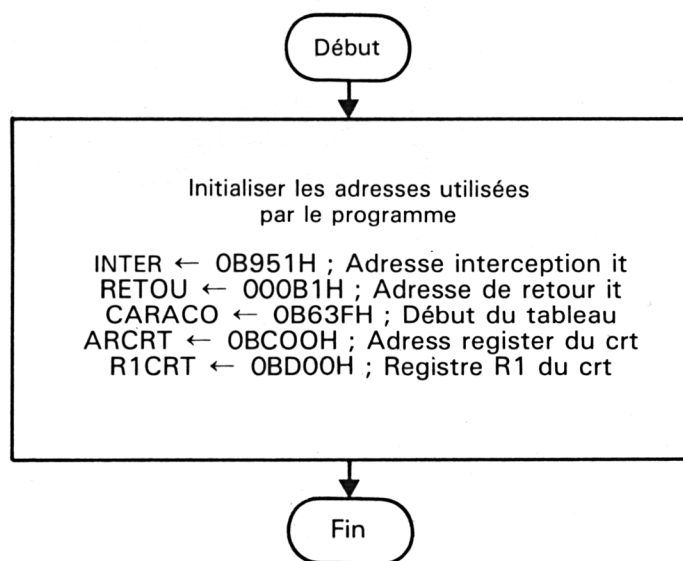 Début
Initialiser les adresses utilisées
par le programme
INTER ← 0B951H ; Adresse interception it
RETOU ← 000B1H ; Adresse de retour it
CARACO ← 0B63FH ; Début du tableau
ARCRT ← 0BCOOH ; Adress register du crt
R1CRT ← 0BD00H ; Registre R1 du crt
Fin